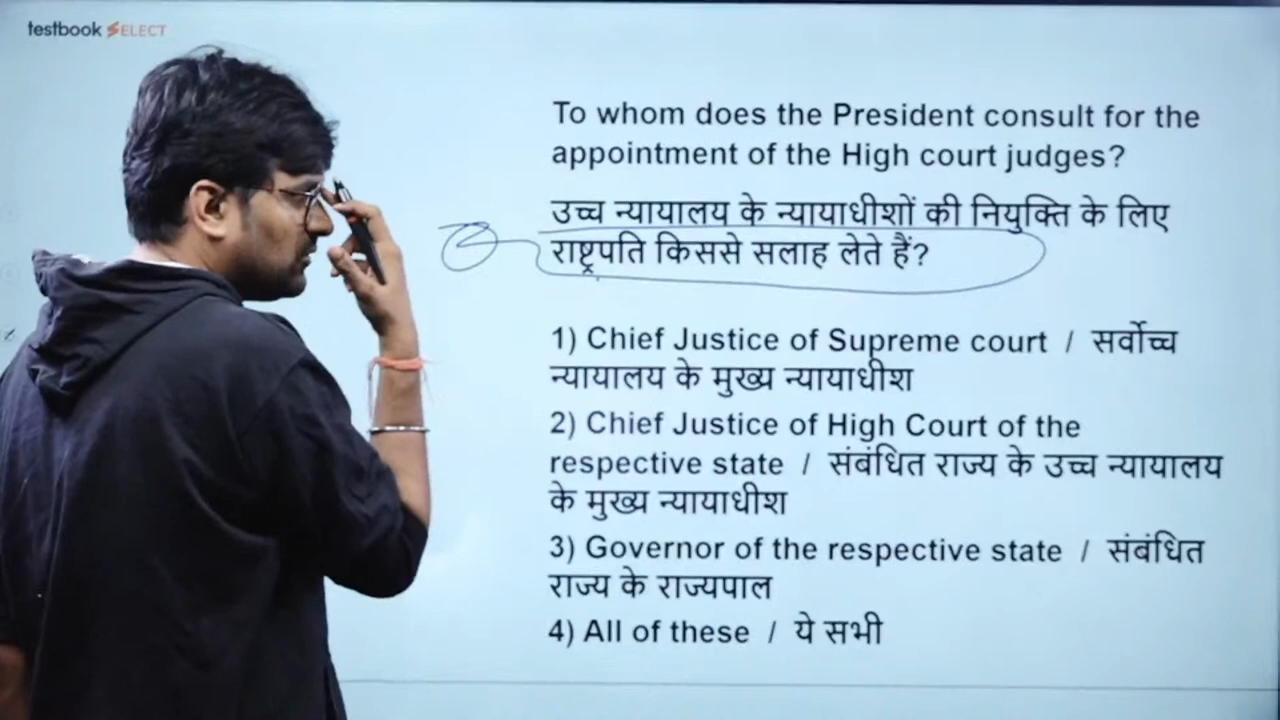 testbook SELECT
To whom does the President consult for the
appointment of the High court judges?
उच्च न्यायालय के न्यायाधीशों की नियुक्ति के लिए
राष्ट्रपति किससे सलाह लेते हैं?
1) Chief Justice of Supreme court / सर्वोच्च
न्यायालय के मुख्य न्यायाधीश
2) Chief Justice of High Court of the
respective state / संबंधित राज्य के उच्च न्यायालय
के मुख्य न्यायाधीश
3) Governor of the respective state / संबंधित
राज्य के राज्यपाल
4) All of these / ये सभी